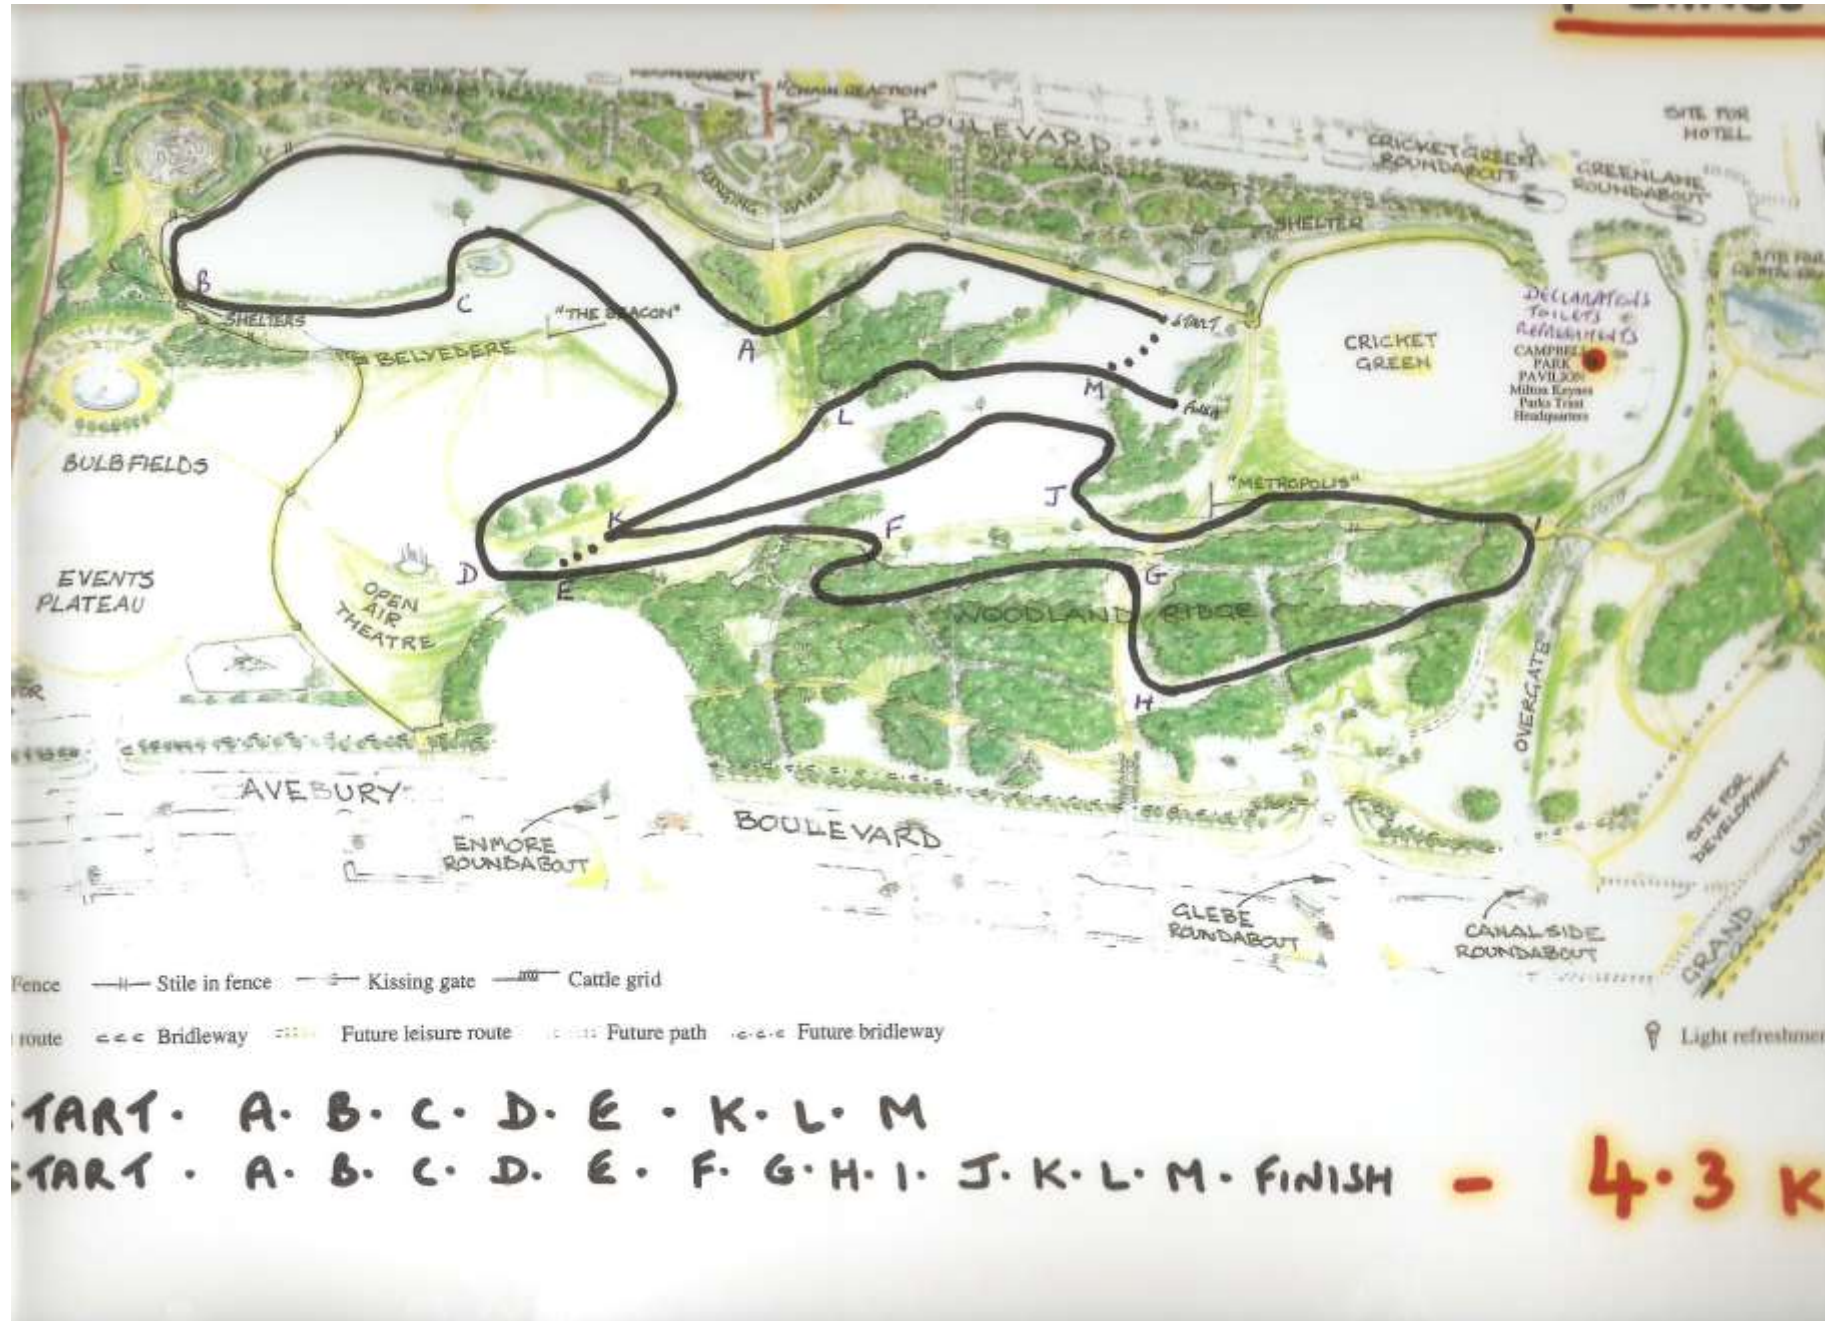 "CHAIN REACTION"
BOULEVARD
SITE FOR
HOTEL
CRICKET GREEN
ROUNDABOUT
GREENLANE
ROUNDABOUT
HANGING GARDEN
SHELTER
B
C
SHELTERS
"THE BEACON"
BELVEDERE
A
START
M
FINISH
L
CRICKET
GREEN
DECLARATIONS
TOILETS
REFRESHMENTS
CAMPBELL
PARK
PAVILION
Milton Keynes
Parks Trust
Headquarters
BULBFIELDS
"METROPOLIS"
J
K
F
I
D
E
G
H
EVENTS
PLATEAU
OPEN
AIR
THEATRE
WOODLAND RIDGE
OVERGATE
AVEBURY
BOULEVARD
ENMORE
ROUNDABOUT
SITE FOR
DEVELOPMENT
GLEBE
ROUNDABOUT
CANALSIDE
ROUNDABOUT
GRAND
Fence Stile in fence Kissing gate Cattle grid
route Bridleway Future leisure route Future path Future bridleway
Light refreshmen
TART. A. B. C. D. E. K. L. M
START. A. B. C. D. E. F. G. H. I. J. K. L. M. FINISH - 4.3 K